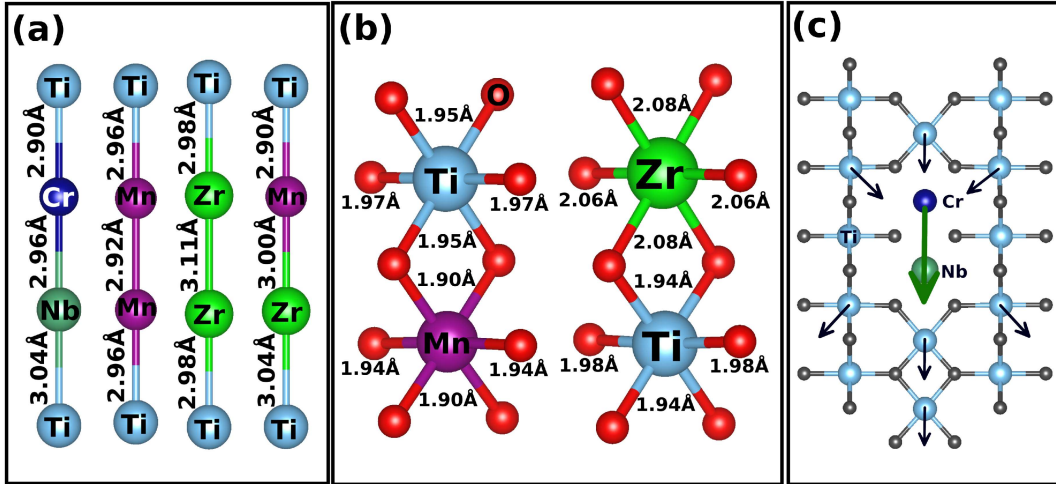 (a)
Ti
2.90Å
Cr
2.96Å
Nb
3.04Å
Ti
Ti
2.96Å
Mn
2.92Å
Mn
2.96Å
Ti
Ti
2.98Å
Zr
3.11Å
Zr
2.98Å
Ti
Ti
2.90Å
Mn
3.00Å
Zr
3.04Å
Ti
(b)
O
1.95Å
Ti
1.97Å
1.97Å
1.95Å
1.90Å
Mn
1.94Å
1.94Å
1.90Å
2.08Å
Zr
2.06Å
2.06Å
2.08Å
1.94Å
Ti
1.98Å
1.98Å
1.94Å
(c)
Cr
Ti
Nb